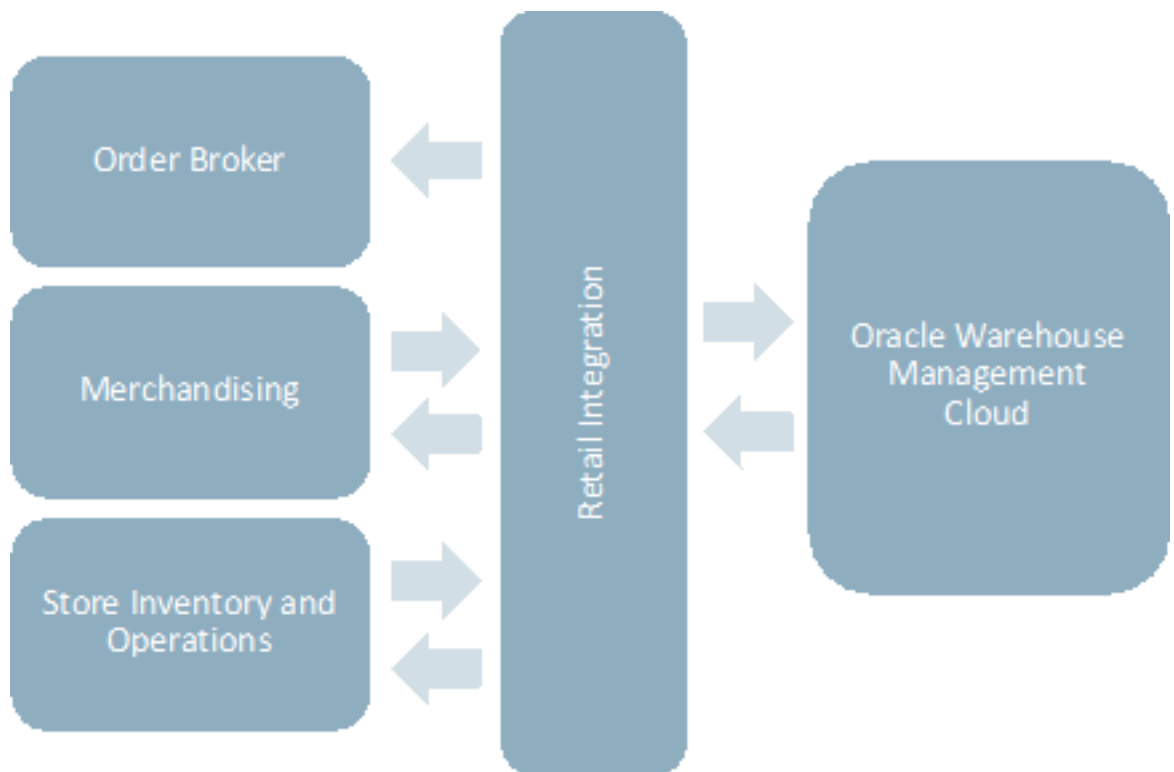 Order Broker
Merchandising
Store Inventory and
Operations
Retail Integration
Oracle Warehouse
Management
Cloud